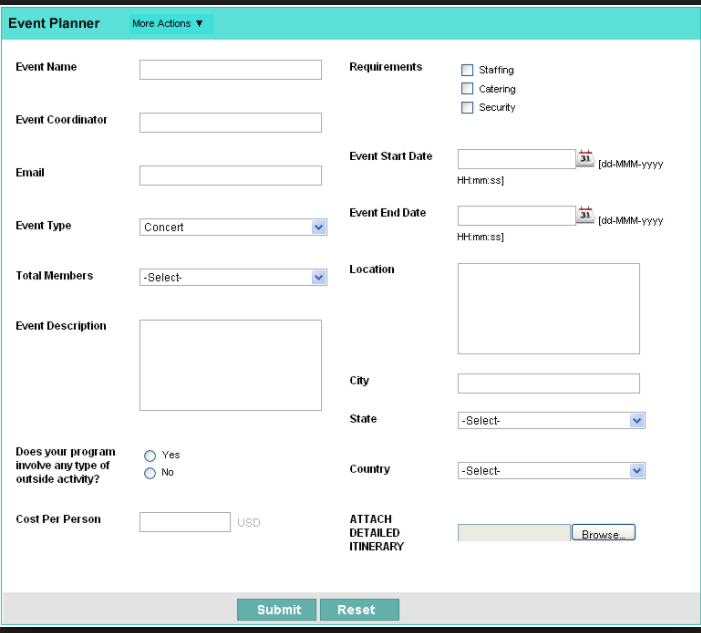 Event Planner
More Actions ▼
Event Name
Event Coordinator
Email
Event Type
Concert
Total Members
-Select-
Event Description
Does your program
involve any type of
outside activity?
Yes
No
Cost Per Person
USD
Requirements
Staffing
Catering
Security
Event Start Date
31
[dd-MMM-yyyy
HH:mm:ss]
Event End Date
31
[dd-MMM-yyyy
HH:mm:ss]
Location
City
State
-Select-
Country
-Select-
ATTACH
DETAILED
ITINERARY
Browse...
Submit
Reset